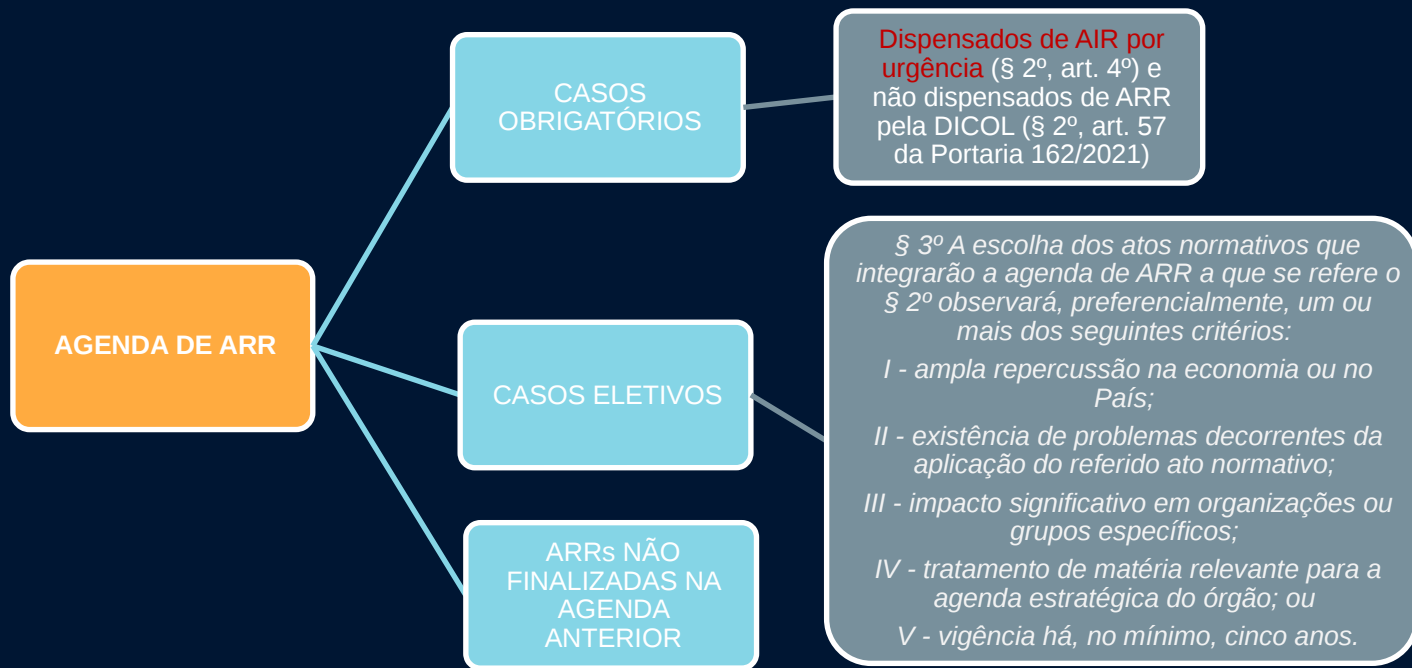 AGENDA DE ARR
CASOS
OBRIGATÓRIOS
Dispensados de AIR por
urgência (§ 2º, art. 4º) e
não dispensados de ARR
pela DICOL (§ 2º, art. 57
da Portaria 162/2021)
CASOS ELETIVOS
§ 3º A escolha dos atos normativos que
integrarão a agenda de ARR a que se refere o
§ 2º observará, preferencialmente, um ou
mais dos seguintes critérios:
I - ampla repercussão na economia ou no
País;
II - existência de problemas decorrentes da
aplicação do referido ato normativo;
III - impacto significativo em organizações ou
grupos específicos;
IV - tratamento de matéria relevante para a
agenda estratégica do órgão; ou
V - vigência há, no mínimo, cinco anos.
ARRs NÃO
FINALIZADAS NA
AGENDA
ANTERIOR